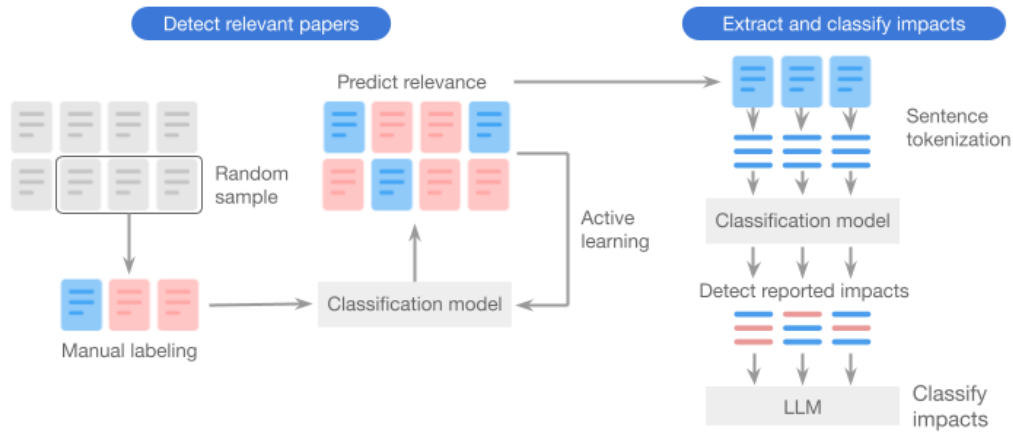 Detect relevant papers
Extract and classify impacts
Predict relevance
Sentence
tokenization
Random
sample
Active
learning
Classification model
Manual labeling
Classification model
Detect reported impacts
LLM
Classify
impacts